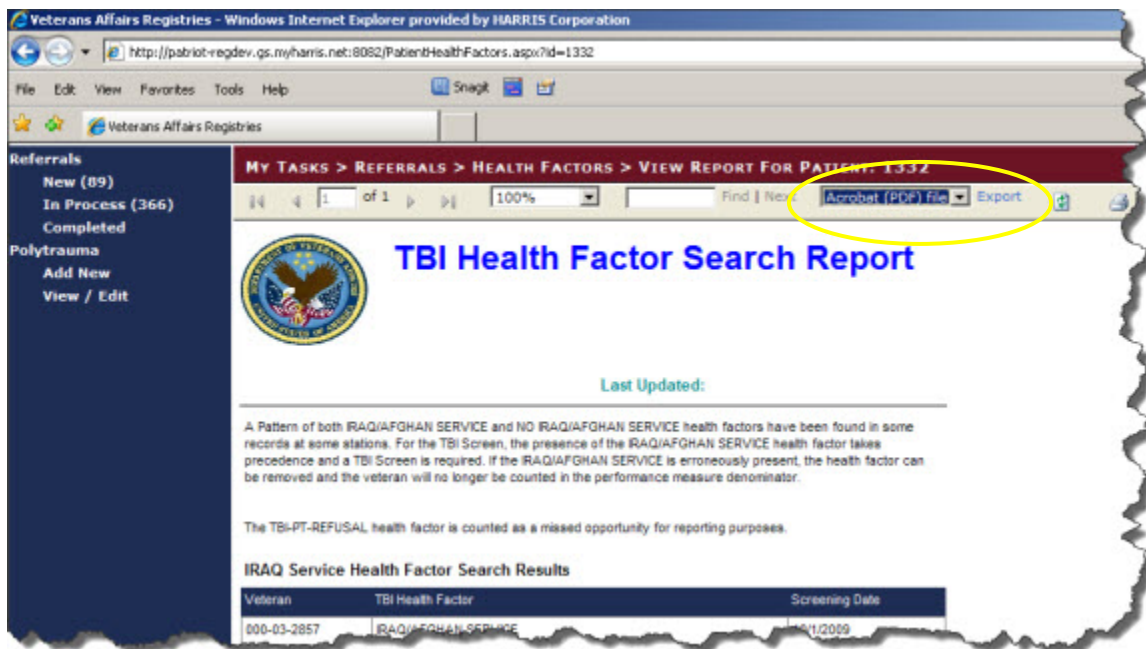 Veterans Affairs Registries - Windows Internet Explorer provided by HARRIS Corporation
http://patriot-regdev.gs.myharris.net:8082/PatientHealthFactors.aspx?id=1332
File Edit View Favorites Tools Help Snagit
Veterans Affairs Registries
Referrals
New (89)
In Process (366)
Completed
Polytrauma
Add New
View / Edit
MY TASKS > REFERRALS > HEALTH FACTORS > VIEW REPORT FOR PATIENT: 1332
1 of 1 100% Find | Next Acrobat (PDF) file Export
TBI Health Factor Search Report
Last Updated:
A Pattern of both IRAQ/AFGHAN SERVICE and NO IRAQ/AFGHAN SERVICE health factors have been found in some
records at some stations. For the TBI Screen, the presence of the IRAQ/AFGHAN SERVICE health factor takes
precedence and a TBI Screen is required. If the IRAQ/AFGHAN SERVICE is erroneously present, the health factor can
be removed and the veteran will no longer be counted in the performance measure denominator.
The TBI-PT-REFUSAL health factor is counted as a missed opportunity for reporting purposes.
IRAQ Service Health Factor Search Results
Veteran TBI Health Factor Screening Date
000-03-2857 IRAQ/AFGHAN SERVICE